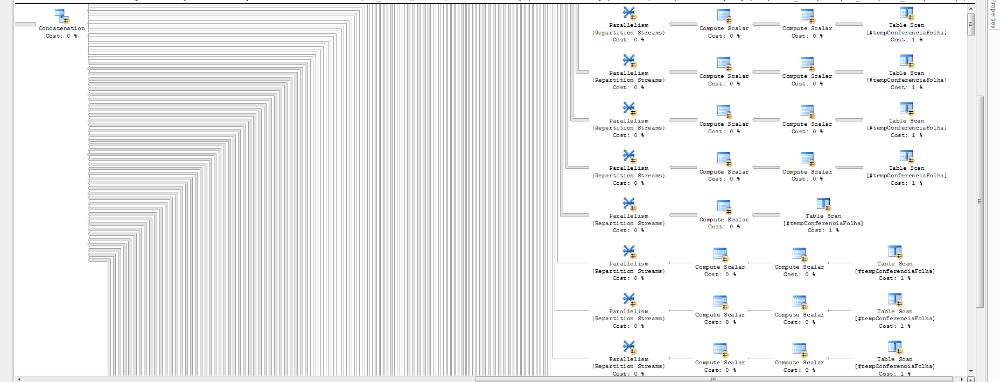 Properties
Concatenation
Cost: 0 %
Parallelism
(Repartition Streams)
Cost: 0 %
Compute Scalar
Cost: 0 %
Compute Scalar
Cost: 0 %
Table Scan
[#tempConferenciaFolha]
Cost: 1 %
Parallelism
(Repartition Streams)
Cost: 0 %
Compute Scalar
Cost: 0 %
Compute Scalar
Cost: 0 %
Table Scan
[#tempConferenciaFolha]
Cost: 1 %
Parallelism
(Repartition Streams)
Cost: 0 %
Compute Scalar
Cost: 0 %
Compute Scalar
Cost: 0 %
Table Scan
[#tempConferenciaFolha]
Cost: 1 %
Parallelism
(Repartition Streams)
Cost: 0 %
Compute Scalar
Cost: 0 %
Compute Scalar
Cost: 0 %
Table Scan
[#tempConferenciaFolha]
Cost: 1 %
Parallelism
(Repartition Streams)
Cost: 0 %
Compute Scalar
Cost: 0 %
Table Scan
[#tempConferenciaFolha]
Cost: 1 %
Parallelism
(Repartition Streams)
Cost: 0 %
Compute Scalar
Cost: 0 %
Compute Scalar
Cost: 0 %
Table Scan
[#tempConferenciaFolha]
Cost: 1 %
Parallelism
(Repartition Streams)
Cost: 0 %
Compute Scalar
Cost: 0 %
Compute Scalar
Cost: 0 %
Table Scan
[#tempConferenciaFolha]
Cost: 1 %
Parallelism
(Repartition Streams)
Cost: 0 %
Compute Scalar
Cost: 0 %
Compute Scalar
Cost: 0 %
Table Scan
[#tempConferenciaFolha]
Cost: 1 %